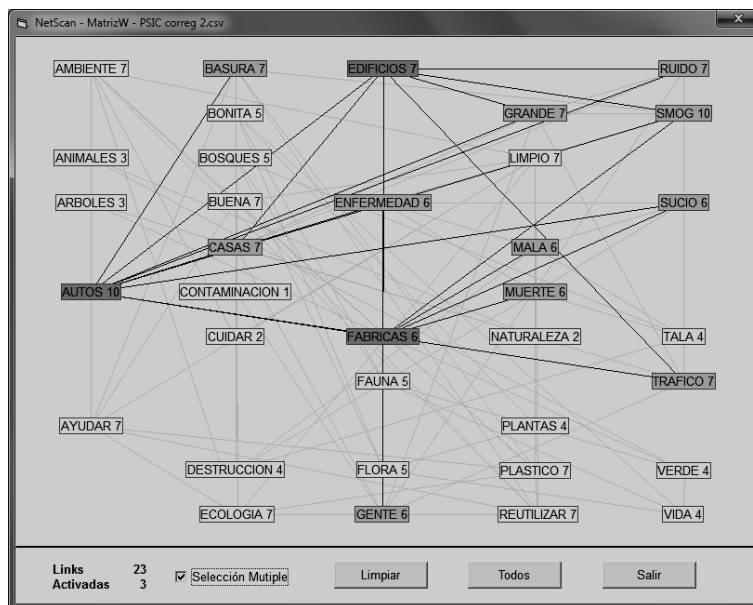 NetScan - MatrizW - PSIC correg 2.csv
AMBIENTE 7 BASURA 7 EDIFICIOS 7 RUIDO 7
BONITA 5 GRANDE 7 SMOG 10
ANIMALES 3 BOSQUES 5 LIMPIO 7
ARBOLES 3 BUENA 7 ENFERMEDAD 6 SUCIO 6
CASAS 7 MALA 6
AUTOS 10 CONTAMINACION 1 MUERTE 6
CUIDAR 2 FABRICAS 6 NATURALEZA 2 TALA 4
FAUNA 5 TRAFICO 7
AYUDAR 7 PLANTAS 4
DESTRUCCION 4 FLORA 5 PLASTICO 7 VERDE 4
ECOLOGIA 7 GENTE 6 REUTILIZAR 7 VIDA 4
Links 23
Activadas 3
Selección Mutiple
Limpiar
Todos
Salir